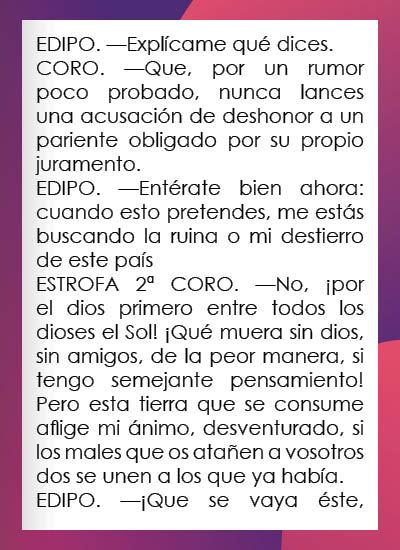 EDIPO. —Explícame qué dices.
CORO. —Que, por un rumor
poco probado, nunca lances
una acusación de deshonor a un
pariente obligado por su propio
juramento.
EDIPO. —Entérate bien ahora:
cuando esto pretendes, me estás
buscando la ruina o mi destierro
de este país
ESTROFA 2ª CORO. —No, ¡por
el dios primero entre todos los
dioses el Sol! ¡Qué muera sin dios,
sin amigos, de la peor manera, si
tengo semejante pensamiento!
Pero esta tierra que se consume
aflige mi ánimo, desventurado, si
los males que os atañen a vosotros
dos se unen a los que ya había.
EDIPO. —¡Que se vaya éste,